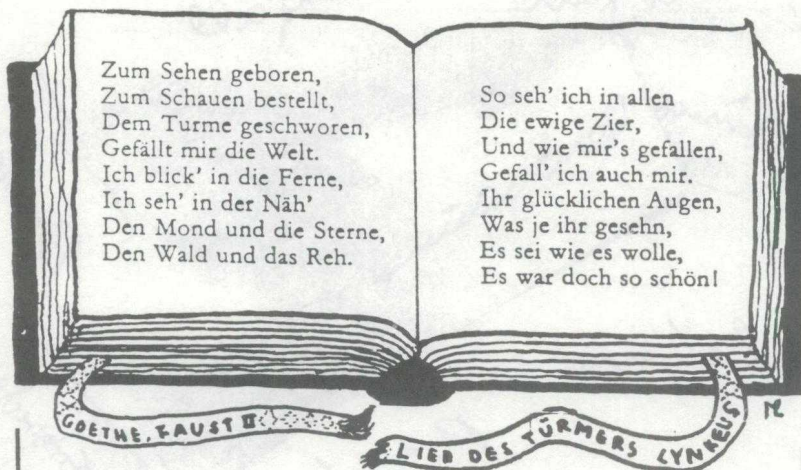 Zum Sehen geboren,
Zum Schauen bestellt,
Dem Turme geschworen,
Gefällt mir die Welt.
Ich blick' in die Ferne,
Ich seh' in der Näh'
Den Mond und die Sterne,
Den Wald und das Reh.
So seh' ich in allen
Die ewige Zier,
Und wie mir's gefallen,
Gefall' ich auch mir.
Ihr glücklichen Augen,
Was je ihr gesehn,
Es sei wie es wolle,
Es war doch so schön!
GOETHE, FAUST II
LIED DES TÜRMERS LYNKEUS